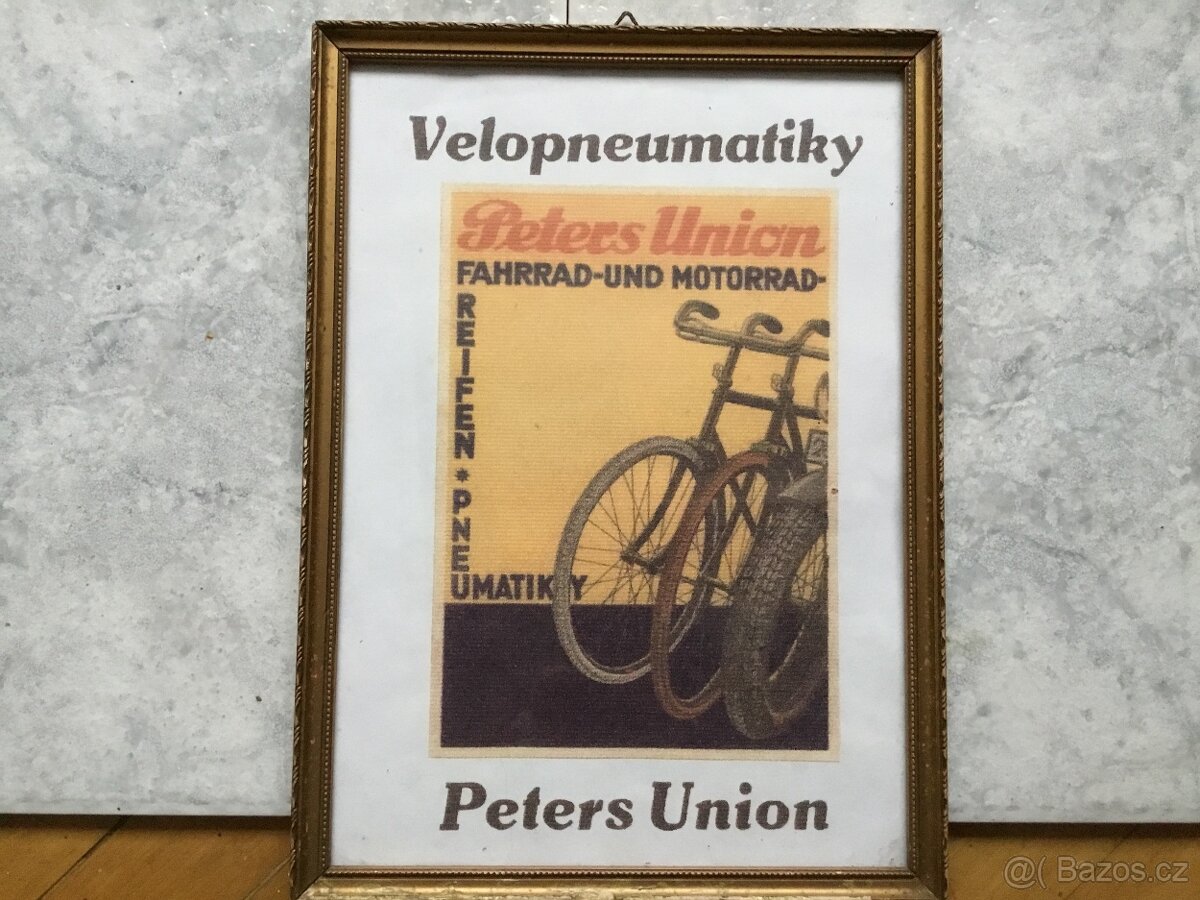 Velopneumatiky
Peters Union
FAHRRAD-UND MOTORRAD-
REIFEN * PNEUMATIKY
Peters Union
@( Bazos.cz